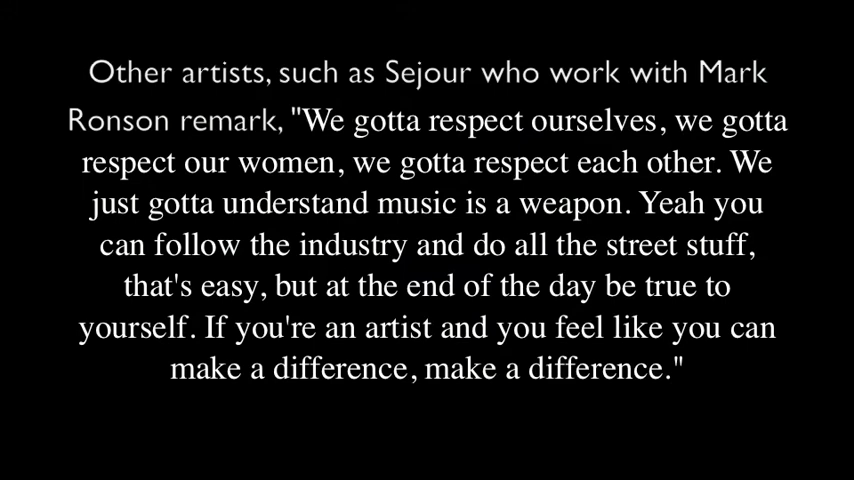 Other artists, such as Sejour who work with Mark
Ronson remark, "We gotta respect ourselves, we gotta
respect our women, we gotta respect each other. We
just gotta understand music is a weapon. Yeah you
can follow the industry and do all the street stuff,
that's easy, but at the end of the day be true to
yourself. If you're an artist and you feel like you can
make a difference, make a difference."